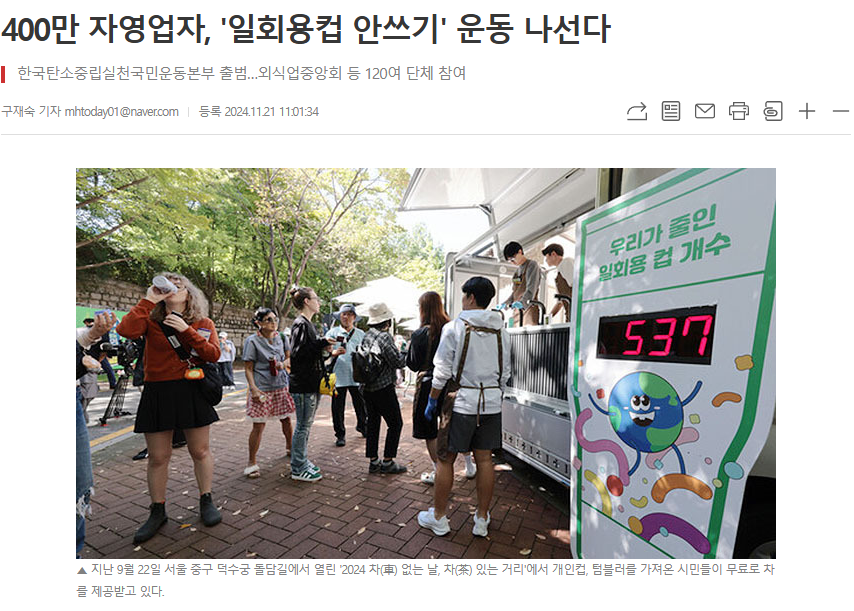 400만 자영업자, '일회용컵 안쓰기' 운동 나선다
한국탄소중립실천국민운동본부 출범...외식업중앙회 등 120여 단체 참여
구재숙 기자 mhtoday01@naver.com 등록 2024.11.21 11:01:34
우리가 줄인
일회용 컵 개수
537
▲ 지난 9월 22일 서울 중구 덕수궁 돌담길에서 열린 '2024 차(車) 없는 날, 차(茶) 있는 거리'에서 개인컵, 텀블러를 가져온 시민들이 무료로 차
를 제공받고 있다.